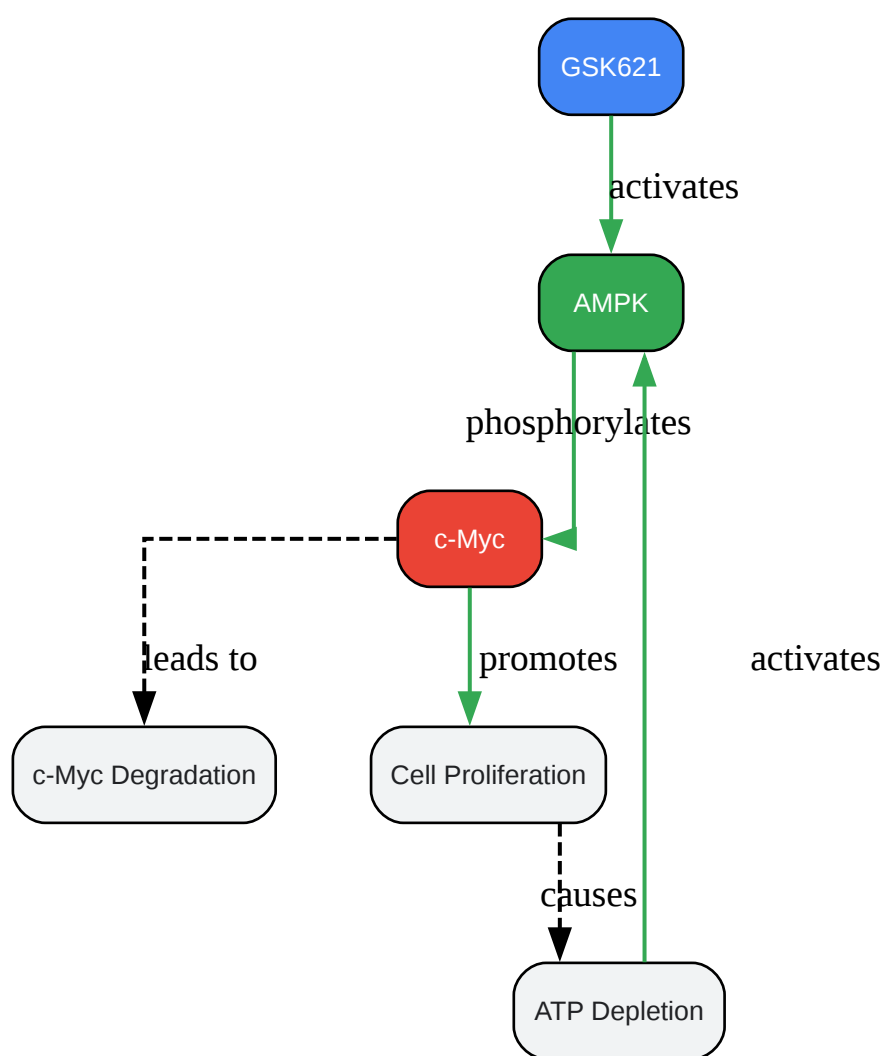 GSK621
activates
AMPK
phosphorylates
c-Myc
leads to
promotes
activates
c-Myc Degradation
Cell Proliferation
causes
ATP Depletion